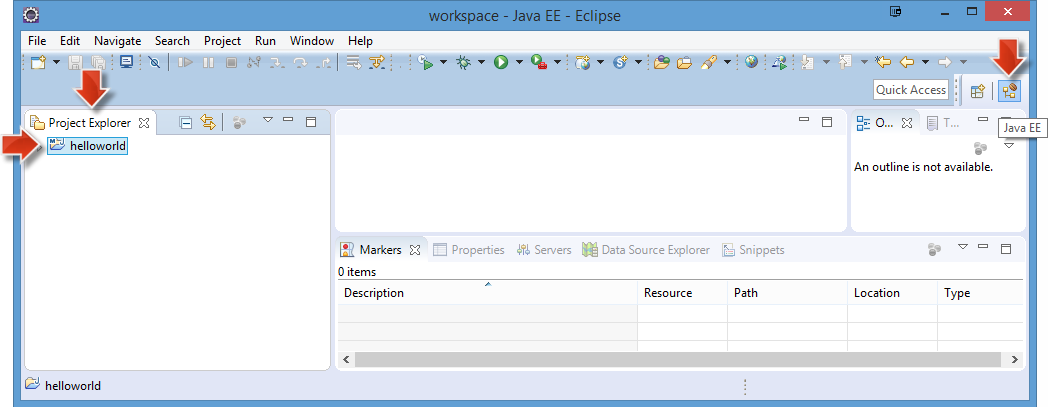 workspace - Java EE - Eclipse
File Edit Navigate Search Project Run Window Help
Quick Access
Project Explorer
O... T...
Java EE
helloworld
An outline is not available.
Markers Properties Servers Data Source Explorer Snippets
0 items
Description Resource Path Location Type
helloworld